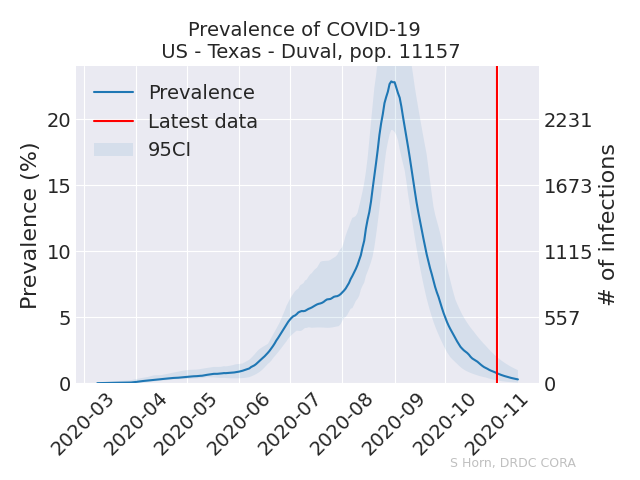 Prevalence of COVID-19
US - Texas - Duval, pop. 11157
Prevalence
Latest data
95CI
Prevalence (%)
20
15
10
5
0
2231
1673
1115
557
0
# of infections
2020-03
2020-04
2020-05
2020-06
2020-07
2020-08
2020-09
2020-10
2020-11
S Horn, DRDC CORA